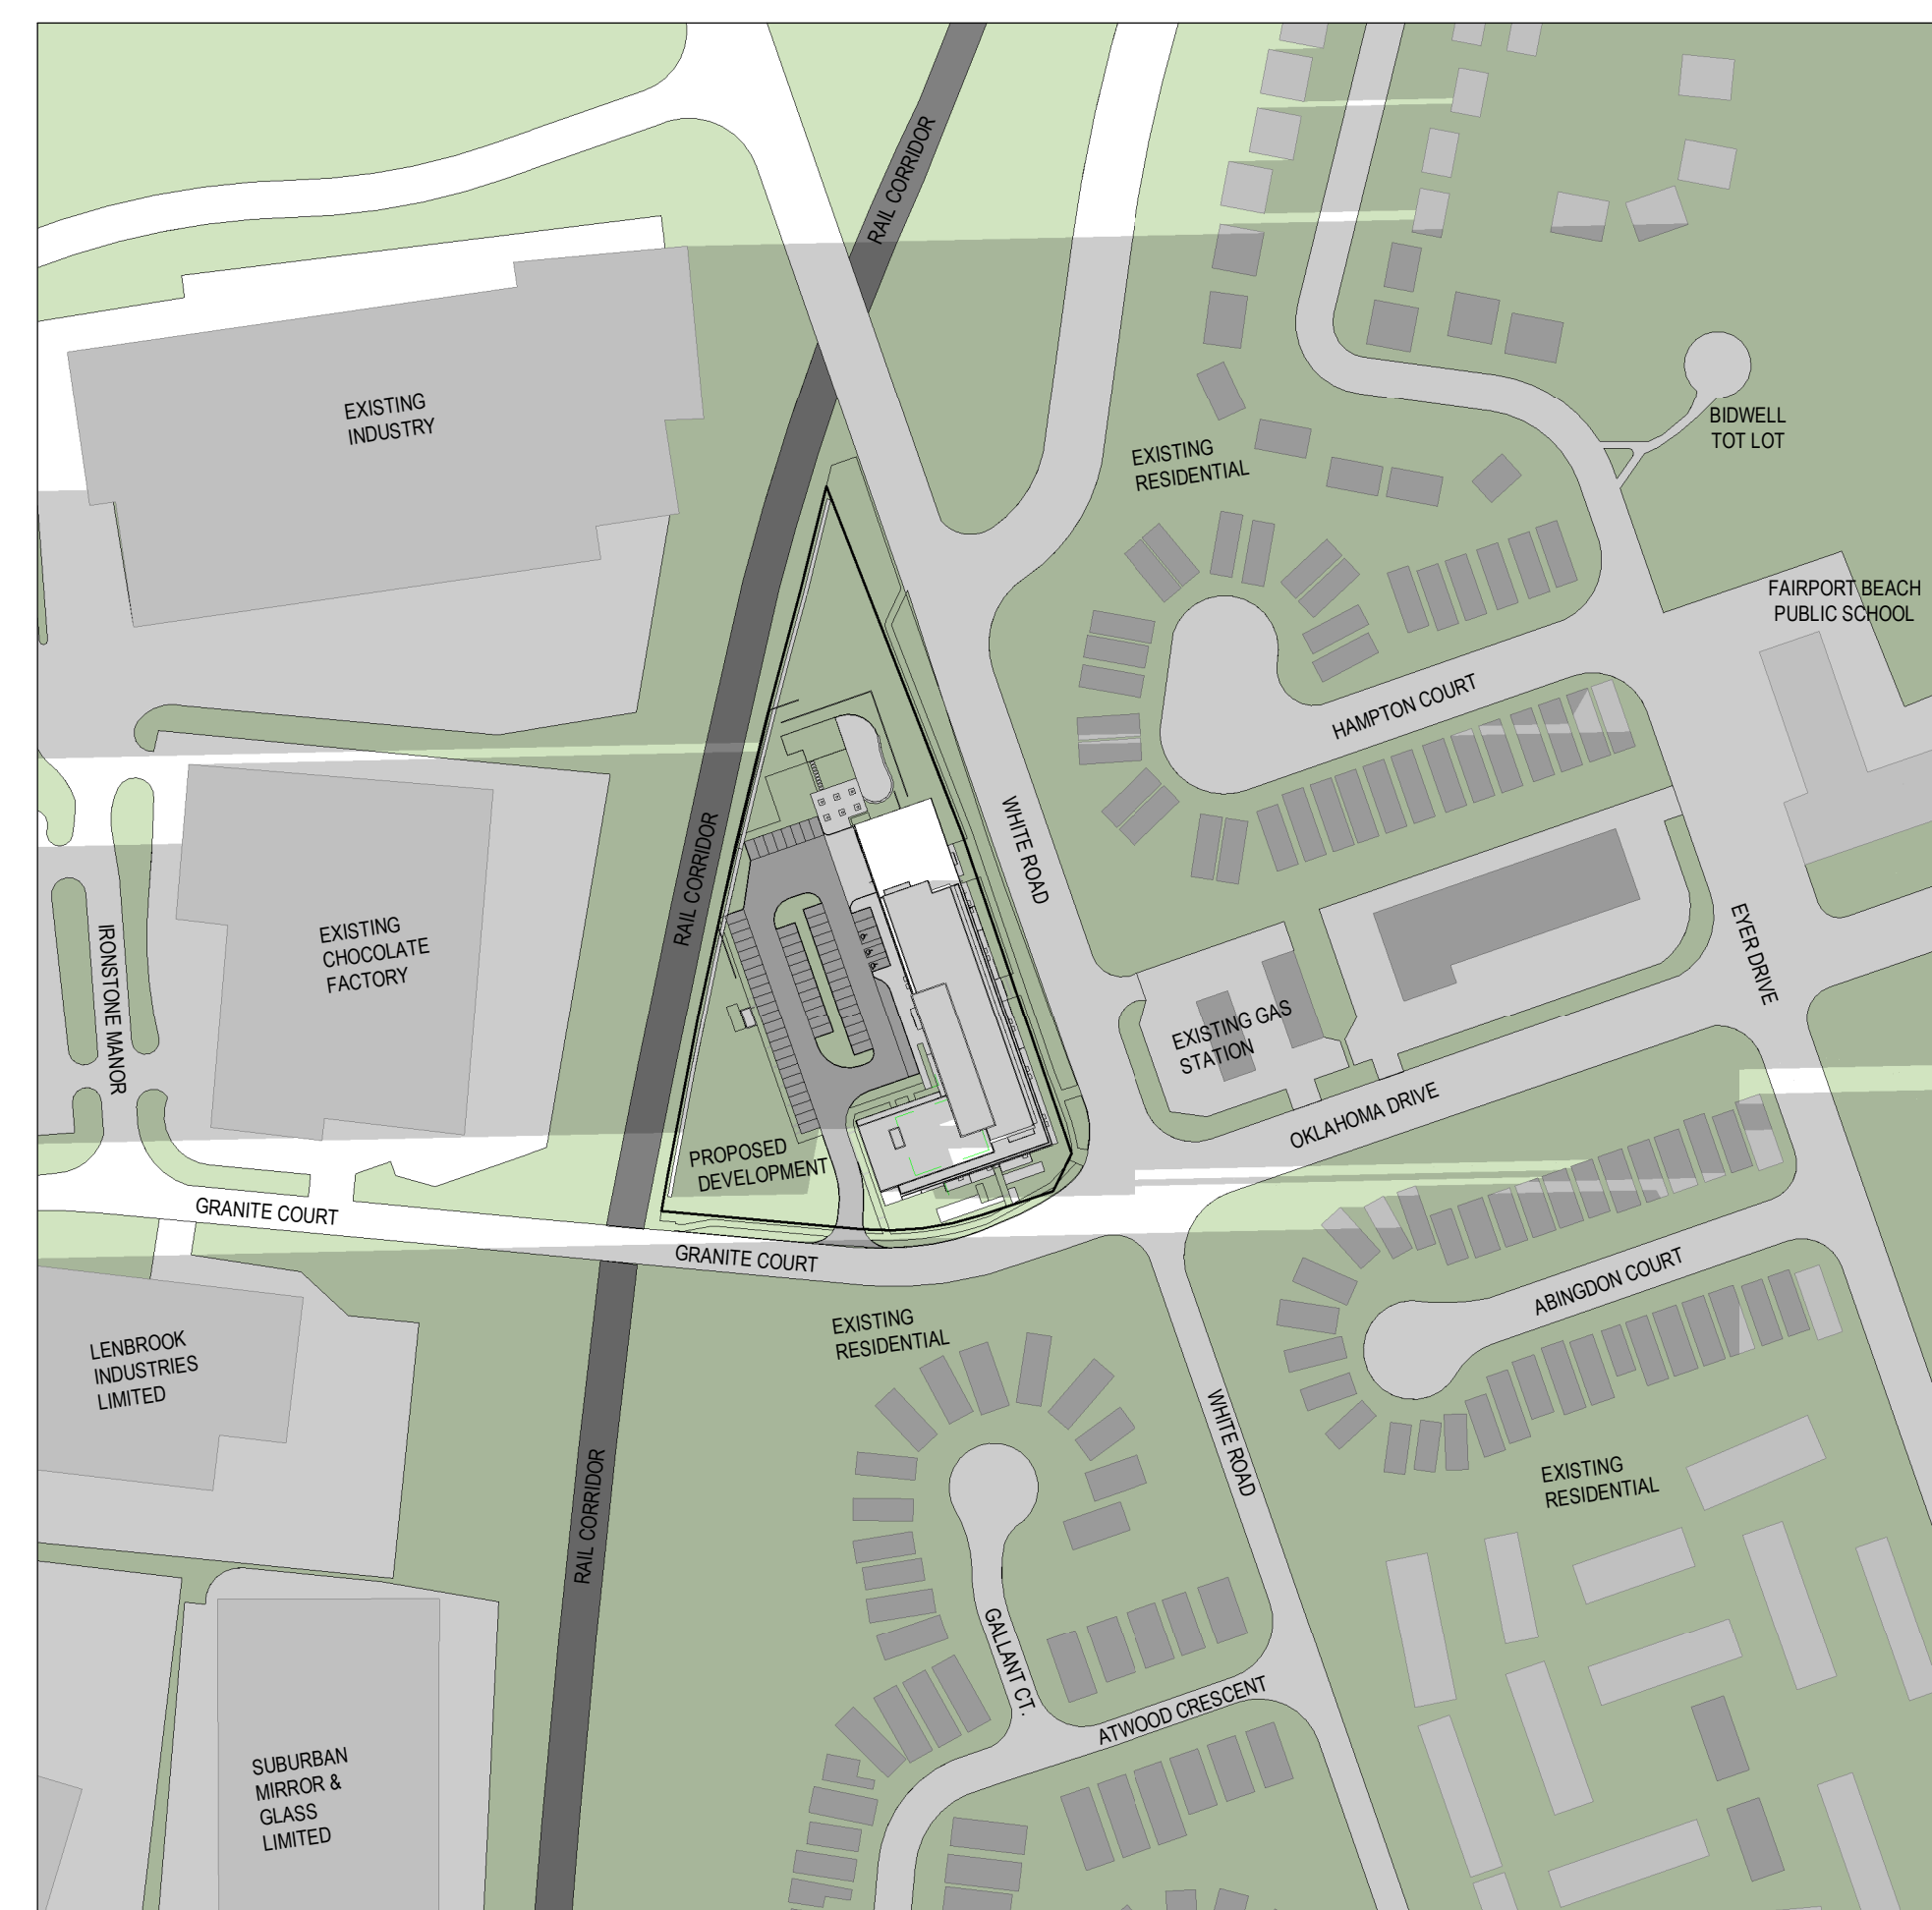 RAIL CORRIDOR
EXISTING
INDUSTRY
EXISTING
RESIDENTIAL
BIDWELL
TOT LOT
FAIRPORT BEACH
PUBLIC SCHOOL
HAMPTON COURT
WHITE ROAD
RAIL CORRIDOR
EXISTING
CHOCOLATE
FACTORY
IRONSTONE MANOR
EYER DRIVE
EXISTING GAS
STATION
OKLAHOMA DRIVE
PROPOSED
DEVELOPMENT
GRANITE COURT
GRANITE COURT
ABINGDON COURT
EXISTING
RESIDENTIAL
LENBROOK
INDUSTRIES
LIMITED
WHITE ROAD
EXISTING
RESIDENTIAL
RAIL CORRIDOR
GALLANT CT.
ATWOOD CRESCENT
SUBURBAN
MIRROR &
GLASS
LIMITED